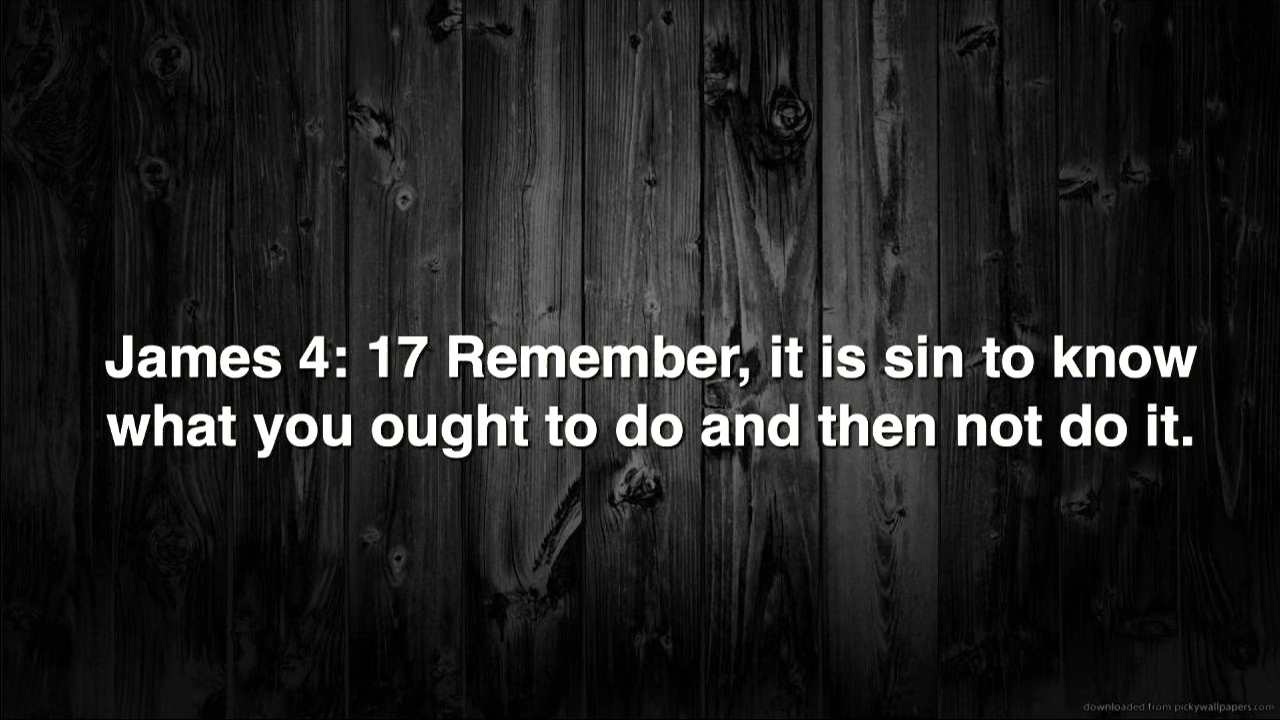 James 4: 17 Remember, it is sin to know
what you ought to do and then not do it.
downloaded from pickywallpapers.com